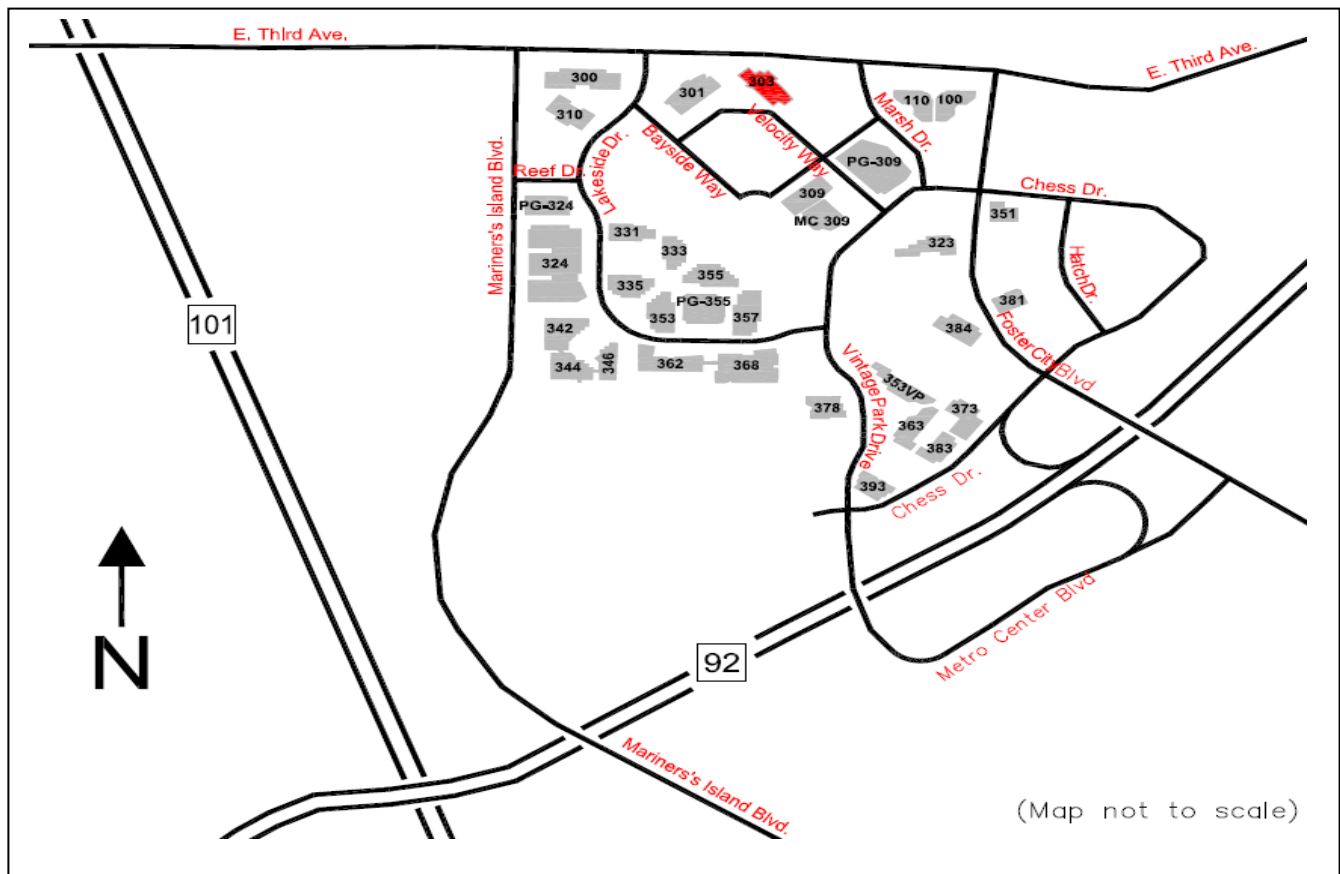 E. Third Ave.
E. Third Ave.
300
301
303
310
110
100
Marsh Dr.
Velocity Way
Bayside Way
Lakeside Dr.
Mariners's Island Blvd.
Reef Dr.
PG-309
309
MC 309
Chess Dr.
PG-324
351
331
333
323
324
355
335
PG-355
353
357
Hatch Dr.
381
384
Foster City Blvd
101
342
344
346
362
368
353VP
Vintage Park Drive
378
373
363
383
393
Chess Dr.
N
92
Metro Center Blvd
Mariners's Island Blvd.
(Map not to scale)